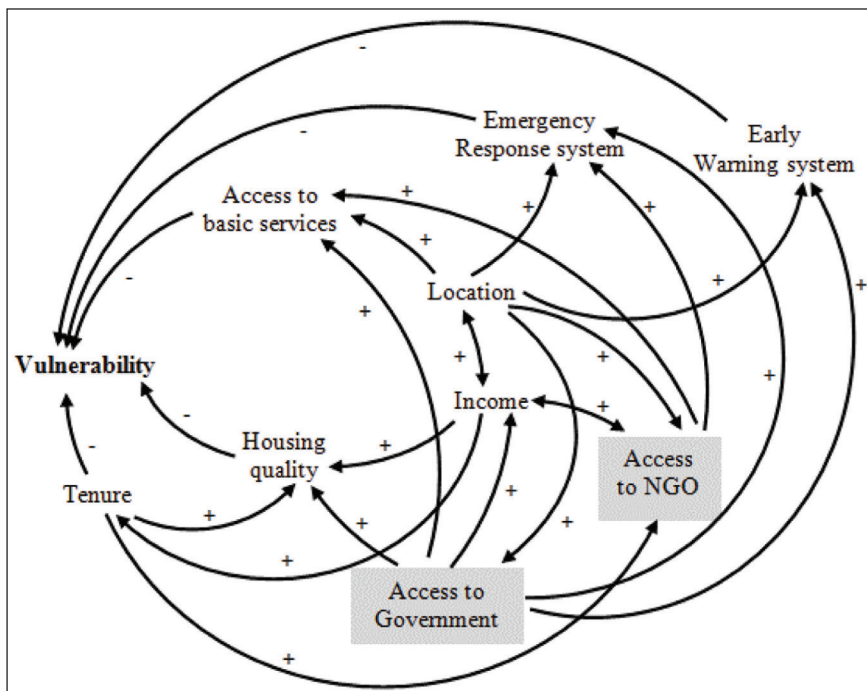 -
-
Emergency
Response system
Early
Warning system
Access to
basic services
+
+
+
+
-
Location
+
+
+
Vulnerability
+
+
-
Income
+
+
-
Housing
quality
+
Access
to NGO
Tenure
+
+
+
+
+
Access to
Government
+